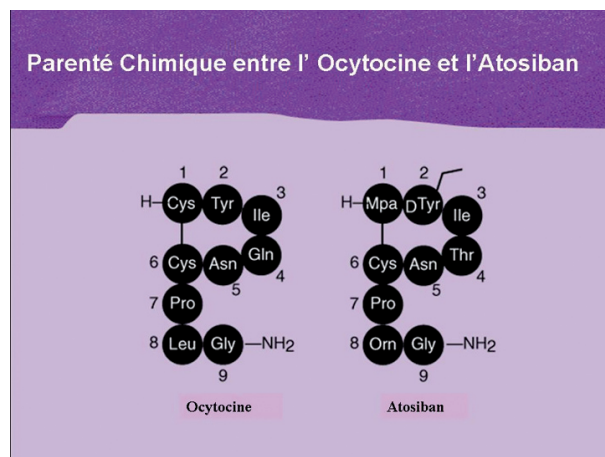 Parenté Chimique entre l' Ocytocine et l'Atosiban
1 2
H–Cys Tyr 3
Ile
6 Cys Asn Gln
5 4
7 Pro
8 Leu Gly –NH2
9
Ocytocine
1 2
H–Mpa DTyr 3
Ile
6 Cys Asn Thr
5 4
7 Pro
8 Orn Gly –NH2
9
Atosiban